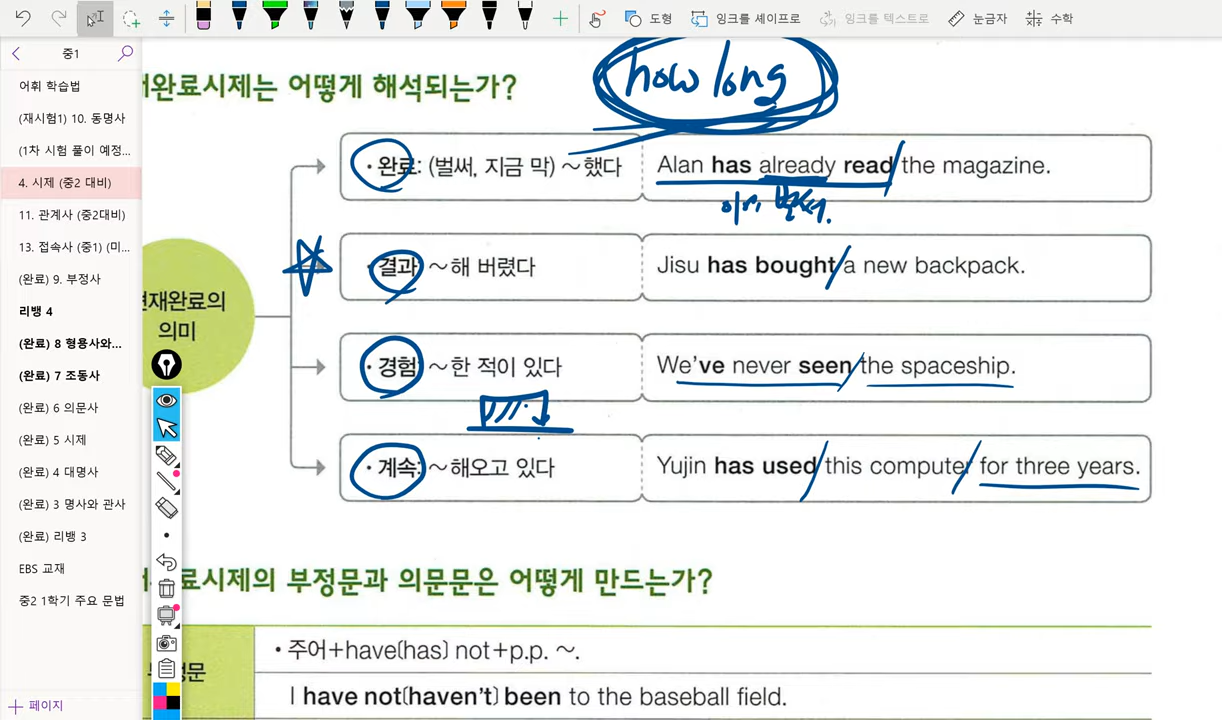 도형
잉크를 셰이프로
잉크를 텍스트로
눈금자
수학
중1
어휘 학습법
(재시험1) 10. 동명사
(1차 시험 풀이 예정...
4. 시제 (중2 대비)
11. 관계사 (중2대비)
13. 접속사 (중1) (미...
(완료) 9. 부정사
리뱅 4
(완료) 8 형용사와...
(완료) 7 조동사
(완료) 6 의문사
(완료) 5 시제
(완료) 4 대명사
(완료) 3 명사와 관사
(완료) 리뱅 3
EBS 교재
중2 1학기 주요 문법
페이지
how long
완료시제는 어떻게 해석되는가?
현재완료의
의미
· 완료: (벌써, 지금 막) ~했다
Alan has already read the magazine.
벌써.
· 결과: ~해 버렸다
Jisu has bought a new backpack.
· 경험: ~한 적이 있다
We've never seen the spaceship.
· 계속: ~해오고 있다
Yujin has used this computer for three years.
료시제의 부정문과 의문문은 어떻게 만드는가?
정문
· 주어+have(has) not+p.p. ~.
I have not(haven't) been to the baseball field.